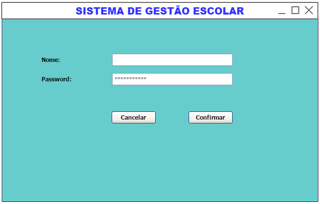 SISTEMA DE GESTÃO ESCOLAR
Nome:
Password: ***********
Cancelar Confirmar